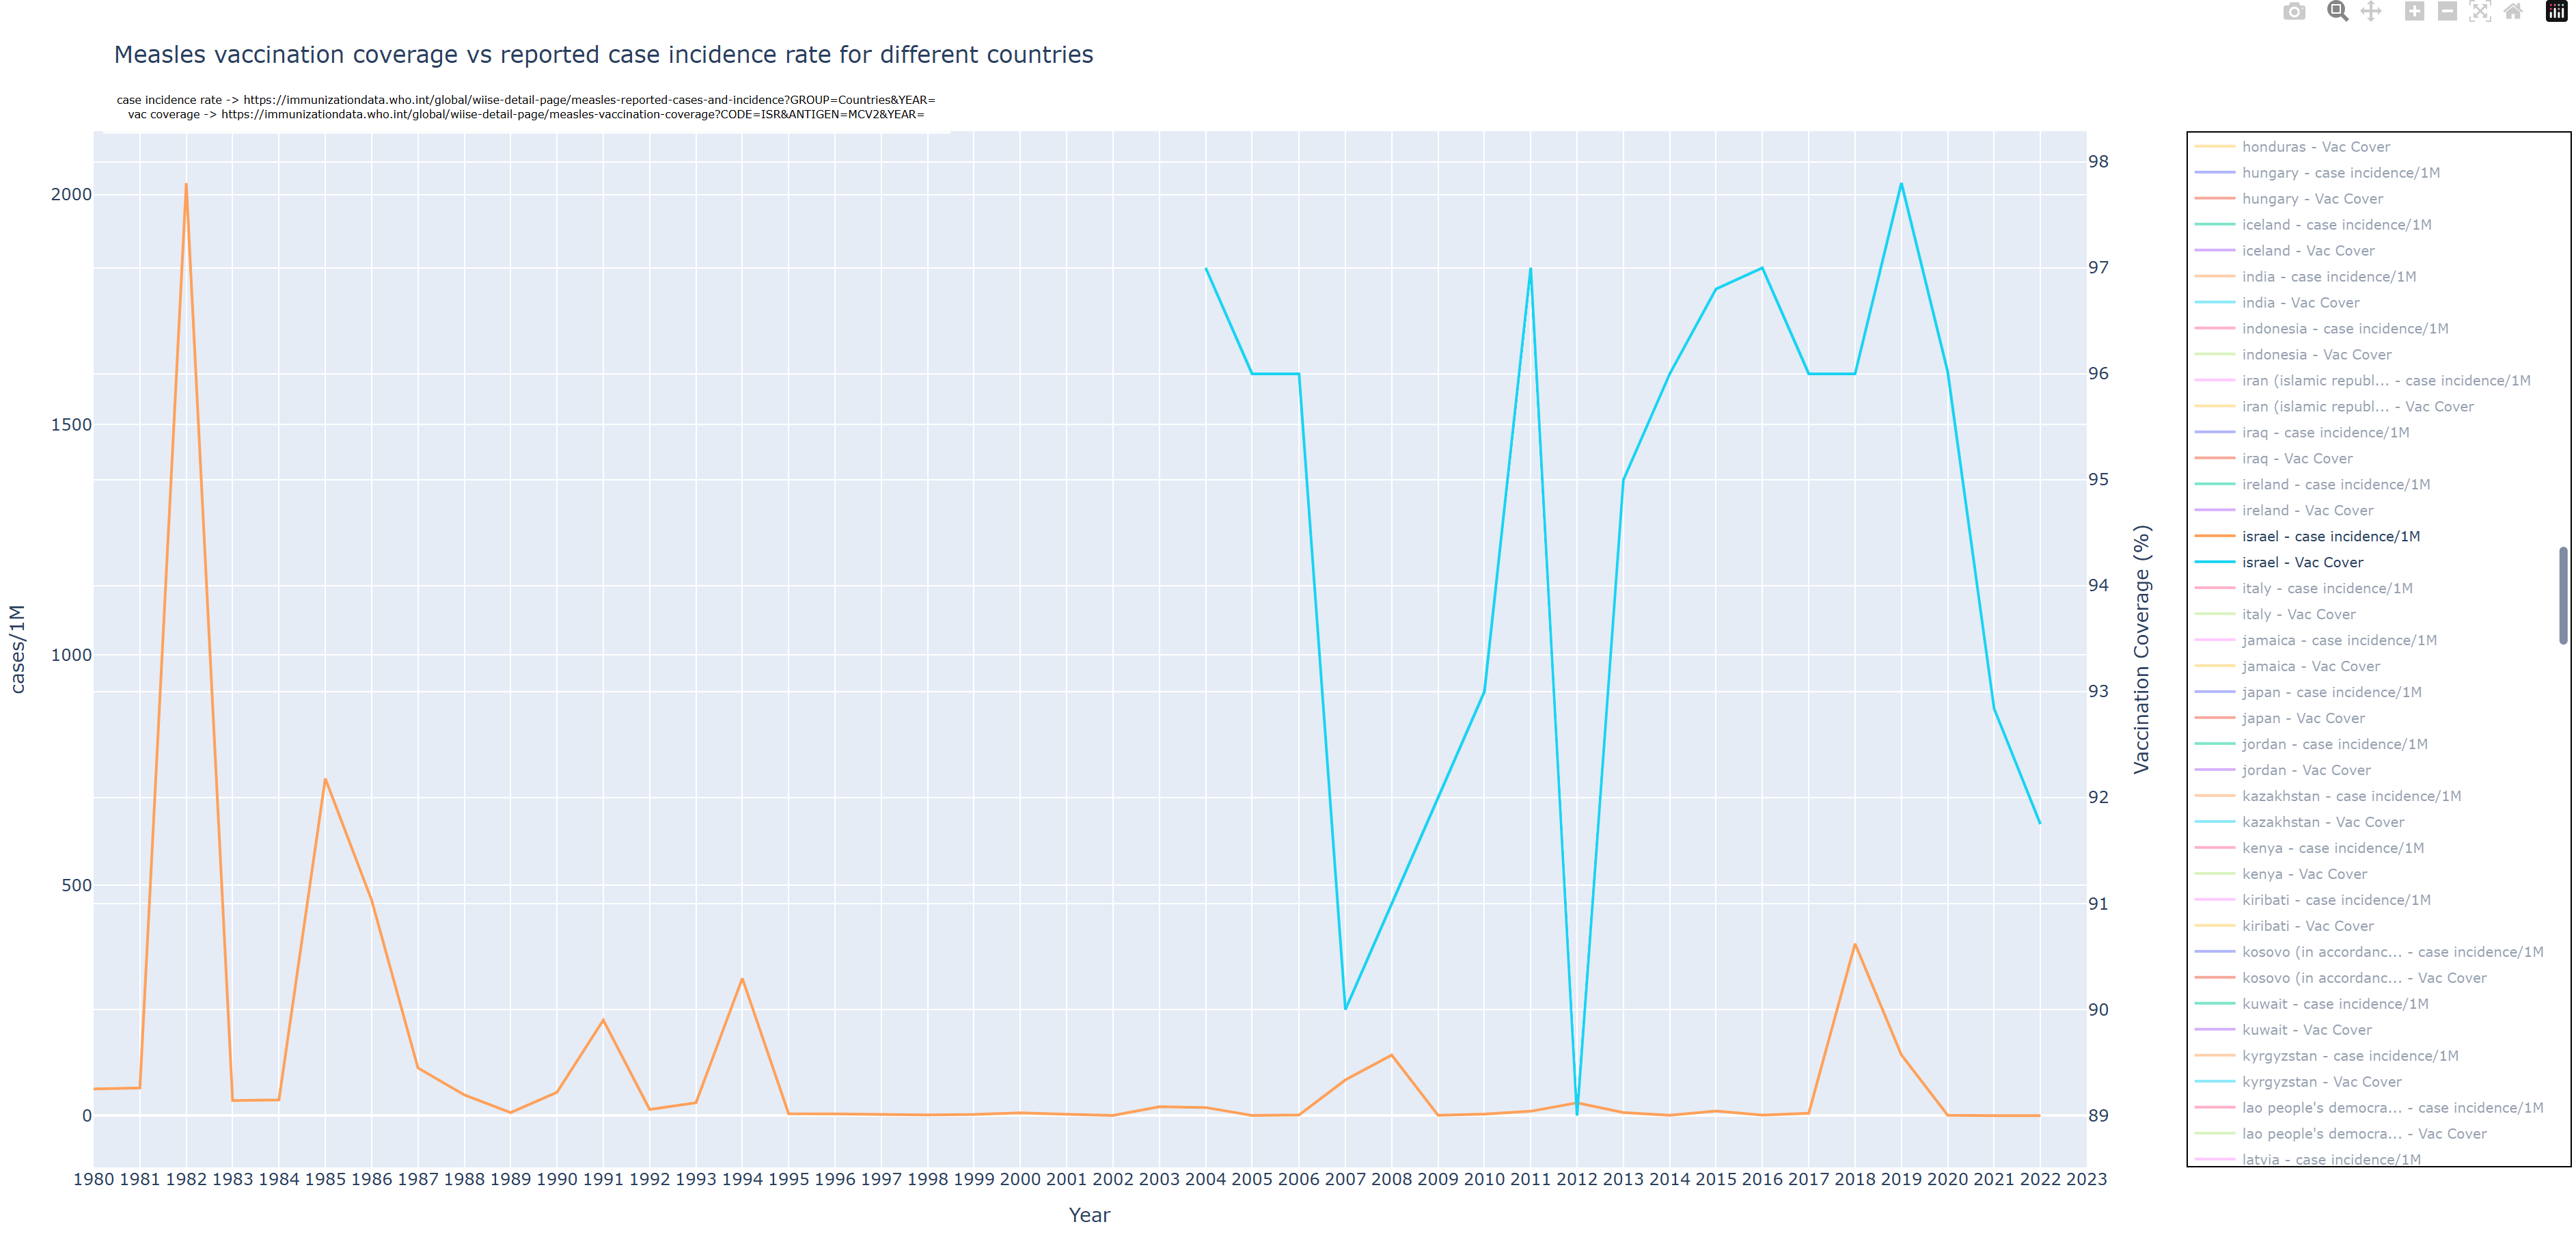 Measles vaccination coverage vs reported case incidence rate for different countries
case incidence rate -> https://immunizationdata.who.int/global/wiise-detail-page/measles-reported-cases-and-incidence?GROUP=Countries&YEAR=
vac coverage -> https://immunizationdata.who.int/global/wiise-detail-page/measles-vaccination-coverage?CODE=ISR&ANTIGEN=MCV2&YEAR=
cases/1M
2000
1500
1000
500
0
98
97
96
95
94
93
92
91
90
89
Vaccination Coverage (%)
1980 1981 1982 1983 1984 1985 1986 1987 1988 1989 1990 1991 1992 1993 1994 1995 1996 1997 1998 1999 2000 2001 2002 2003 2004 2005 2006 2007 2008 2009 2010 2011 2012 2013 2014 2015 2016 2017 2018 2019 2020 2021 2022 2023
Year
honduras - Vac Cover
hungary - case incidence/1M
hungary - Vac Cover
iceland - case incidence/1M
iceland - Vac Cover
india - case incidence/1M
india - Vac Cover
indonesia - case incidence/1M
indonesia - Vac Cover
iran (islamic republ... - case incidence/1M
iran (islamic republ... - Vac Cover
iraq - case incidence/1M
iraq - Vac Cover
ireland - case incidence/1M
ireland - Vac Cover
israel - case incidence/1M
israel - Vac Cover
italy - case incidence/1M
italy - Vac Cover
jamaica - case incidence/1M
jamaica - Vac Cover
japan - case incidence/1M
japan - Vac Cover
jordan - case incidence/1M
jordan - Vac Cover
kazakhstan - case incidence/1M
kazakhstan - Vac Cover
kenya - case incidence/1M
kenya - Vac Cover
kiribati - case incidence/1M
kiribati - Vac Cover
kosovo (in accordanc... - case incidence/1M
kosovo (in accordanc... - Vac Cover
kuwait - case incidence/1M
kuwait - Vac Cover
kyrgyzstan - case incidence/1M
kyrgyzstan - Vac Cover
lao people's democra... - case incidence/1M
lao people's democra... - Vac Cover
latvia - case incidence/1M